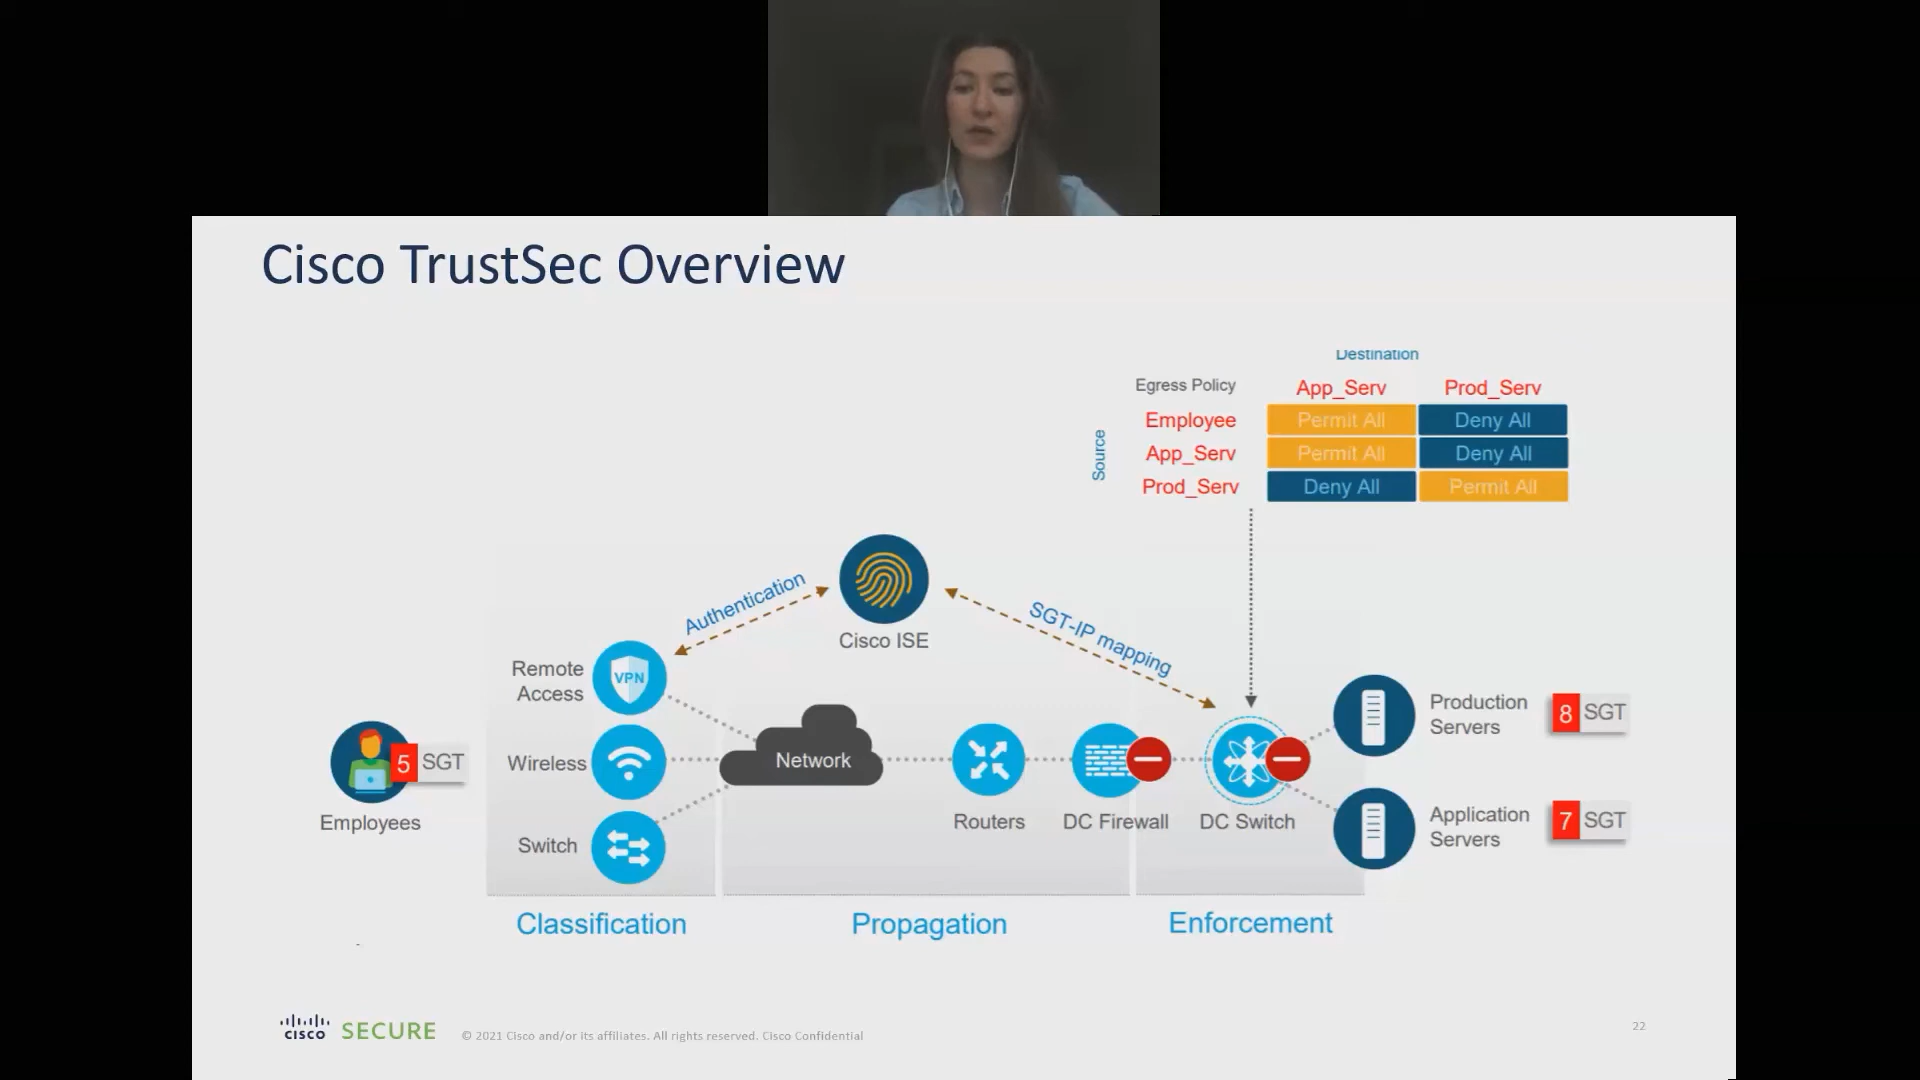 Cisco TrustSec Overview
Destination
Egress Policy App_Serv Prod_Serv
Source
Employee Permit All Deny All
App_Serv Permit All Deny All
Prod_Serv Deny All Permit All
Authentication
Cisco ISE
SGT-IP mapping
Remote
Access
VPN
Wireless
Switch
5 SGT
Employees
Network
Routers
DC Firewall
DC Switch
Production
Servers
8 SGT
Application
Servers
7 SGT
Classification
Propagation
Enforcement
cisco SECURE
© 2021 Cisco and/or its affiliates. All rights reserved. Cisco Confidential
22